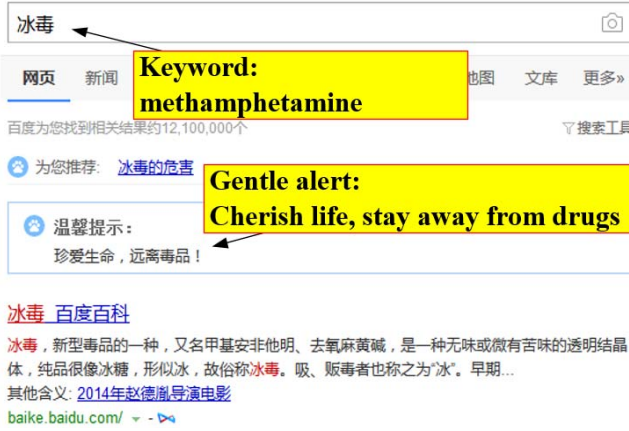 冰毒
Keyword:
methamphetamine
网页 新闻 地图 文库 更多»
百度为您找到相关结果约12,100,000个 搜索工具
为您推荐: 冰毒的危害
Gentle alert:
Cherish life, stay away from drugs
温馨提示：
珍爱生命，远离毒品！
冰毒_百度百科
冰毒，新型毒品的一种，又名甲基安非他明、去氧麻黄碱，是一种无味或微有苦味的透明结晶
体，纯品很像冰糖，形似冰，故俗称冰毒。吸、贩毒者也称之为“冰”。早期...
其他含义: 2014年赵德胤导演电影
baike.baidu.com/ -